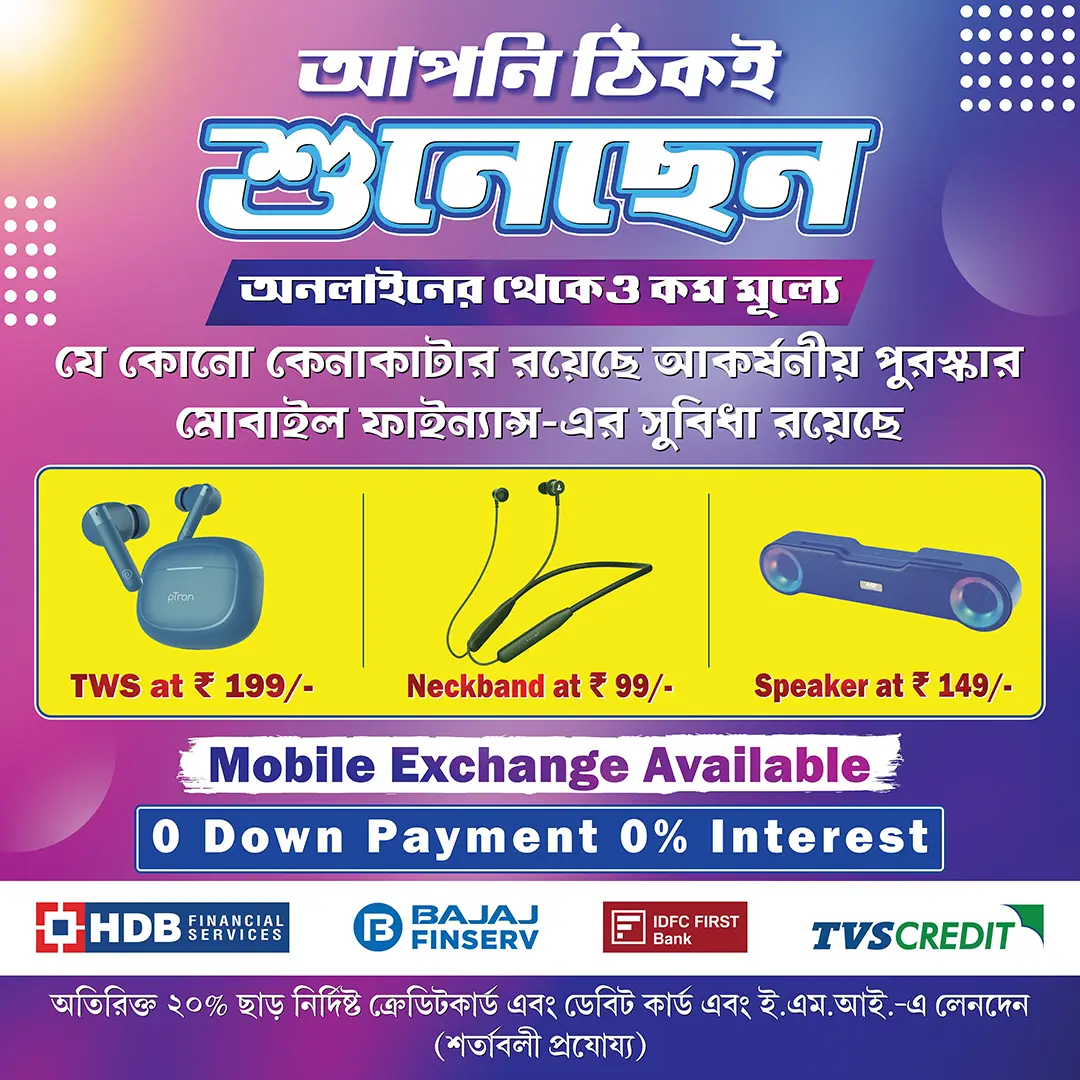 আপনি ঠিকই
শুনেছেন
অনলাইনের থেকেও কম মূল্যে
যে কোনো কেনাকাটার রয়েছে আকর্ষনীয় পুরস্কার
মোবাইল ফাইন্যান্স-এর সুবিধা রয়েছে
pTron
TWS at ₹ 199/-
Neckband at ₹ 99/-
Speaker at ₹ 149/-
Mobile Exchange Available
0 Down Payment 0% Interest
HDB FINANCIAL SERVICES
BAJAJ FINSERV
IDFC FIRST Bank
TVS CREDIT
অতিরিক্ত ২০% ছাড় নির্দিষ্ট ক্রেডিটকার্ড এবং ডেবিট কার্ড এবং ই.এম.আই.-এ লেনদেন
(শর্তাবলী প্রযোয্য)